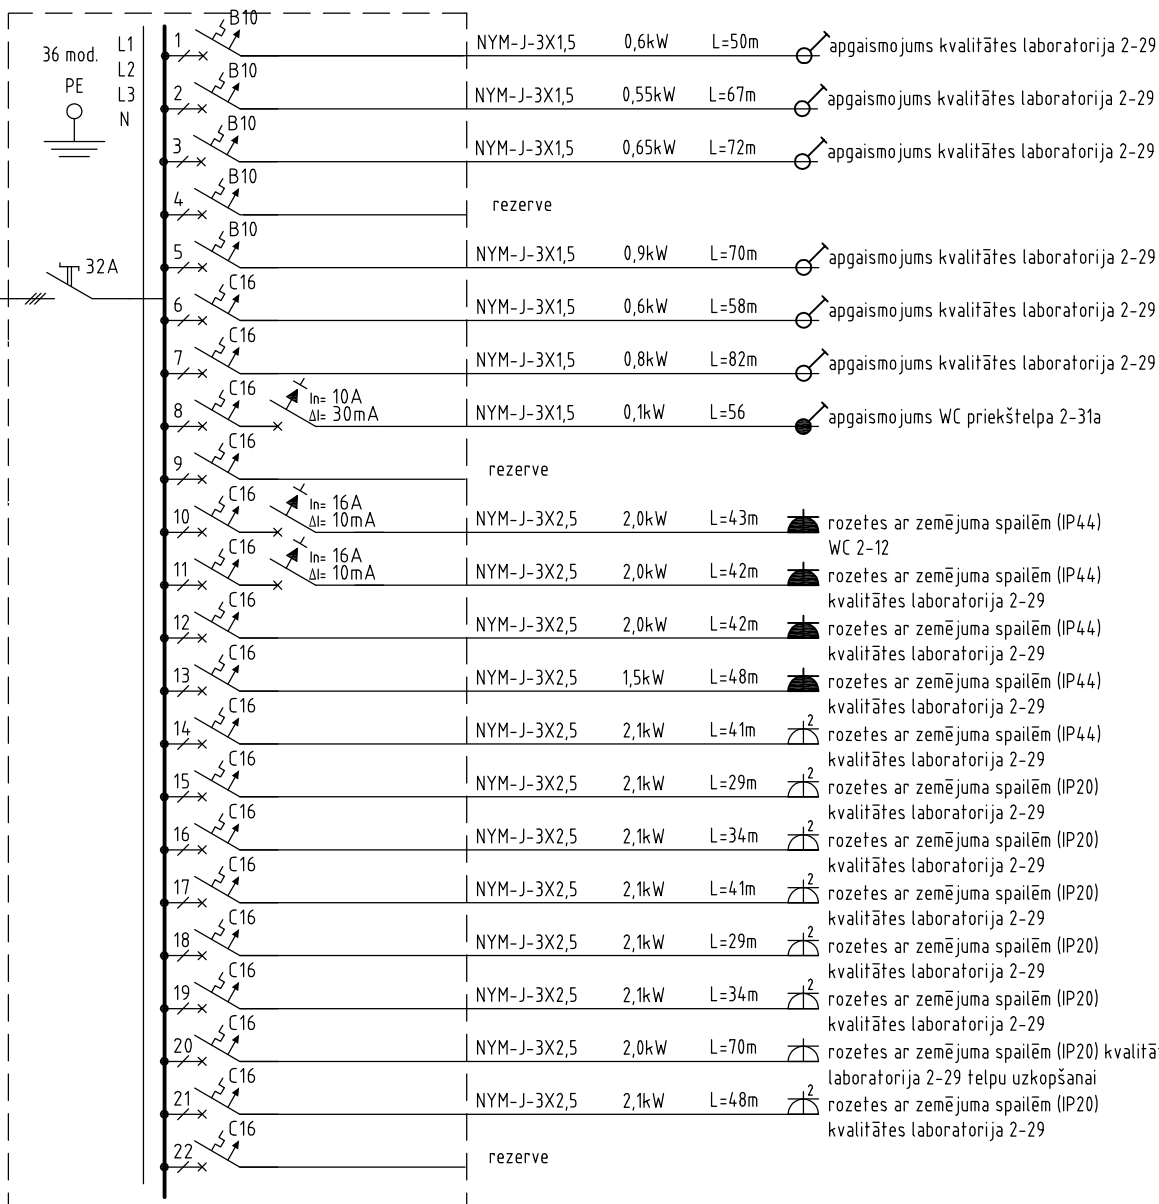 36 mod.
PE
L1
L2
L3
N
32A
1 B10 NYM-J-3X1,5 0,6kW L=50m apgaismojums kvalitātes laboratorija 2-29
2 B10 NYM-J-3X1,5 0,55kW L=67m apgaismojums kvalitātes laboratorija 2-29
3 B10 NYM-J-3X1,5 0,65kW L=72m apgaismojums kvalitātes laboratorija 2-29
4 B10 rezerve
5 B10 NYM-J-3X1,5 0,9kW L=70m apgaismojums kvalitātes laboratorija 2-29
6 C16 NYM-J-3X1,5 0,6kW L=58m apgaismojums kvalitātes laboratorija 2-29
7 C16 NYM-J-3X1,5 0,8kW L=82m apgaismojums kvalitātes laboratorija 2-29
8 C16 In= 10A
ΔI= 30mA NYM-J-3X1,5 0,1kW L=56 apgaismojums WC priekštelpa 2-31a
9 C16 rezerve
10 C16 In= 16A
ΔI= 10mA NYM-J-3X2,5 2,0kW L=43m rozetes ar zemējuma spailēm (IP44)
WC 2-12
11 C16 In= 16A
ΔI= 10mA NYM-J-3X2,5 2,0kW L=42m rozetes ar zemējuma spailēm (IP44)
kvalitātes laboratorija 2-29
12 C16 NYM-J-3X2,5 2,0kW L=42m rozetes ar zemējuma spailēm (IP44)
kvalitātes laboratorija 2-29
13 C16 NYM-J-3X2,5 1,5kW L=48m rozetes ar zemējuma spailēm (IP44)
kvalitātes laboratorija 2-29
14 C16 NYM-J-3X2,5 2,1kW L=41m 2 rozetes ar zemējuma spailēm (IP44)
kvalitātes laboratorija 2-29
15 C16 NYM-J-3X2,5 2,1kW L=29m 2 rozetes ar zemējuma spailēm (IP20)
kvalitātes laboratorija 2-29
16 C16 NYM-J-3X2,5 2,1kW L=34m 2 rozetes ar zemējuma spailēm (IP20)
kvalitātes laboratorija 2-29
17 C16 NYM-J-3X2,5 2,1kW L=41m 2 rozetes ar zemējuma spailēm (IP20)
kvalitātes laboratorija 2-29
18 C16 NYM-J-3X2,5 2,1kW L=29m 2 rozetes ar zemējuma spailēm (IP20)
kvalitātes laboratorija 2-29
19 C16 NYM-J-3X2,5 2,1kW L=34m 2 rozetes ar zemējuma spailēm (IP20)
kvalitātes laboratorija 2-29
20 C16 NYM-J-3X2,5 2,0kW L=70m rozetes ar zemējuma spailēm (IP20) kvalitā
laboratorija 2-29 telpu uzkopšanai
21 C16 NYM-J-3X2,5 2,1kW L=48m 2 rozetes ar zemējuma spailēm (IP20)
kvalitātes laboratorija 2-29
22 C16 rezerve